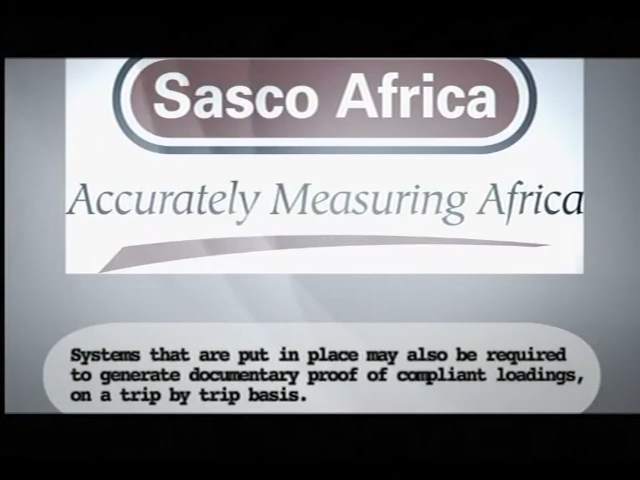 Sasco Africa
Accurately Measuring Africa
Systems that are put in place may also be required
to generate documentary proof of compliant loadings,
on a trip by trip basis.